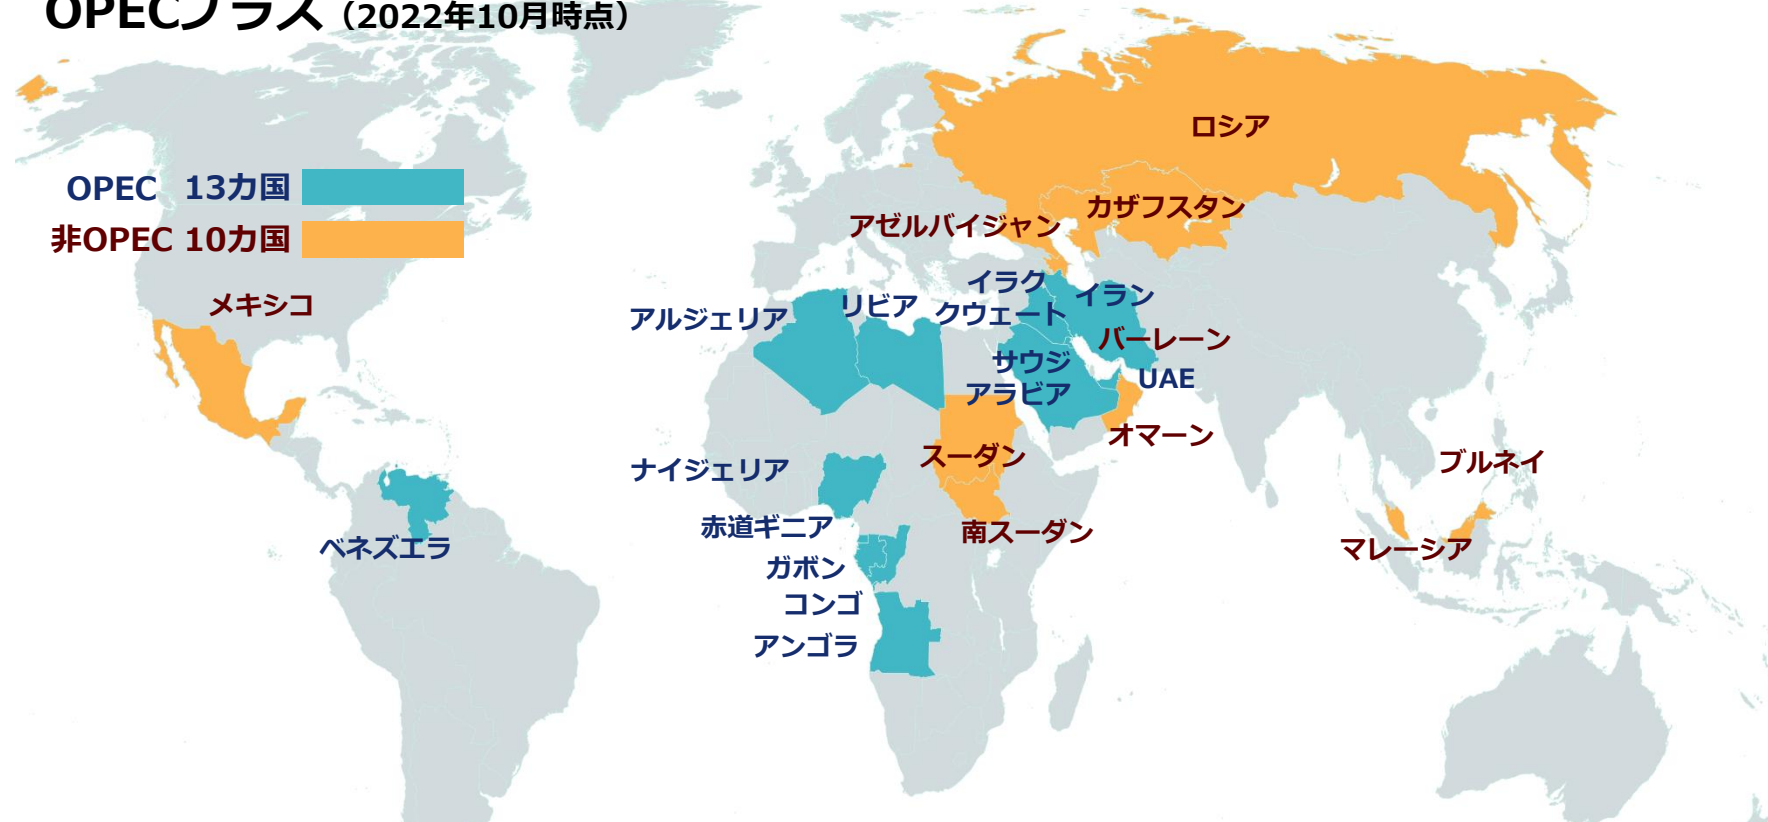 OPECプラス（2022年10月時点）
OPEC 13カ国
非OPEC 10カ国
ロシア
カザフスタン
アゼルバイジャン
イラク
イラン
メキシコ
アルジェリア
リビア
クウェート
バーレーン
サウジ
アラビア
UAE
オマーン
スーダン
ナイジェリア
ブルネイ
赤道ギニア
南スーダン
ベネズエラ
マレーシア
ガボン
コンゴ
アンゴラ